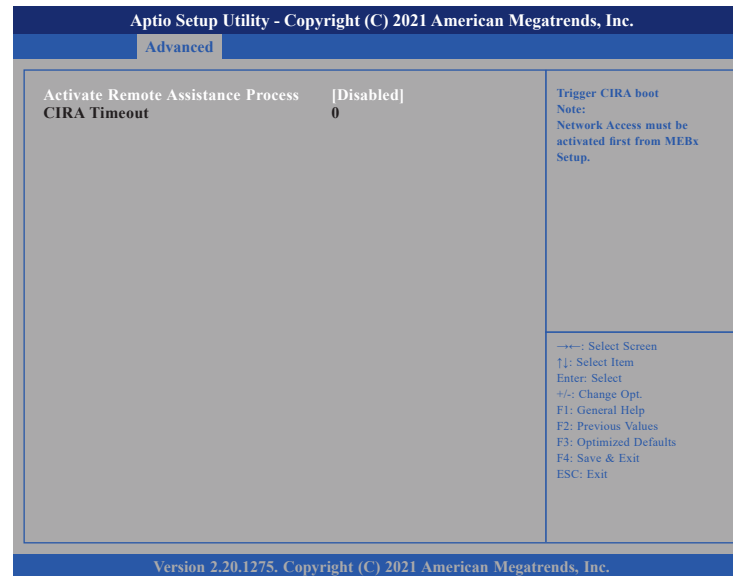 Aptio Setup Utility - Copyright (C) 2021 American Megatrends, Inc.
Advanced
Activate Remote Assistance Process [Disabled]
CIRA Timeout 0
Trigger CIRA boot
Note:
Network Access must be
activated first from MEBx
Setup.
→←: Select Screen
↑↓: Select Item
Enter: Select
+/-: Change Opt.
F1: General Help
F2: Previous Values
F3: Optimized Defaults
F4: Save & Exit
ESC: Exit
Version 2.20.1275. Copyright (C) 2021 American Megatrends, Inc.